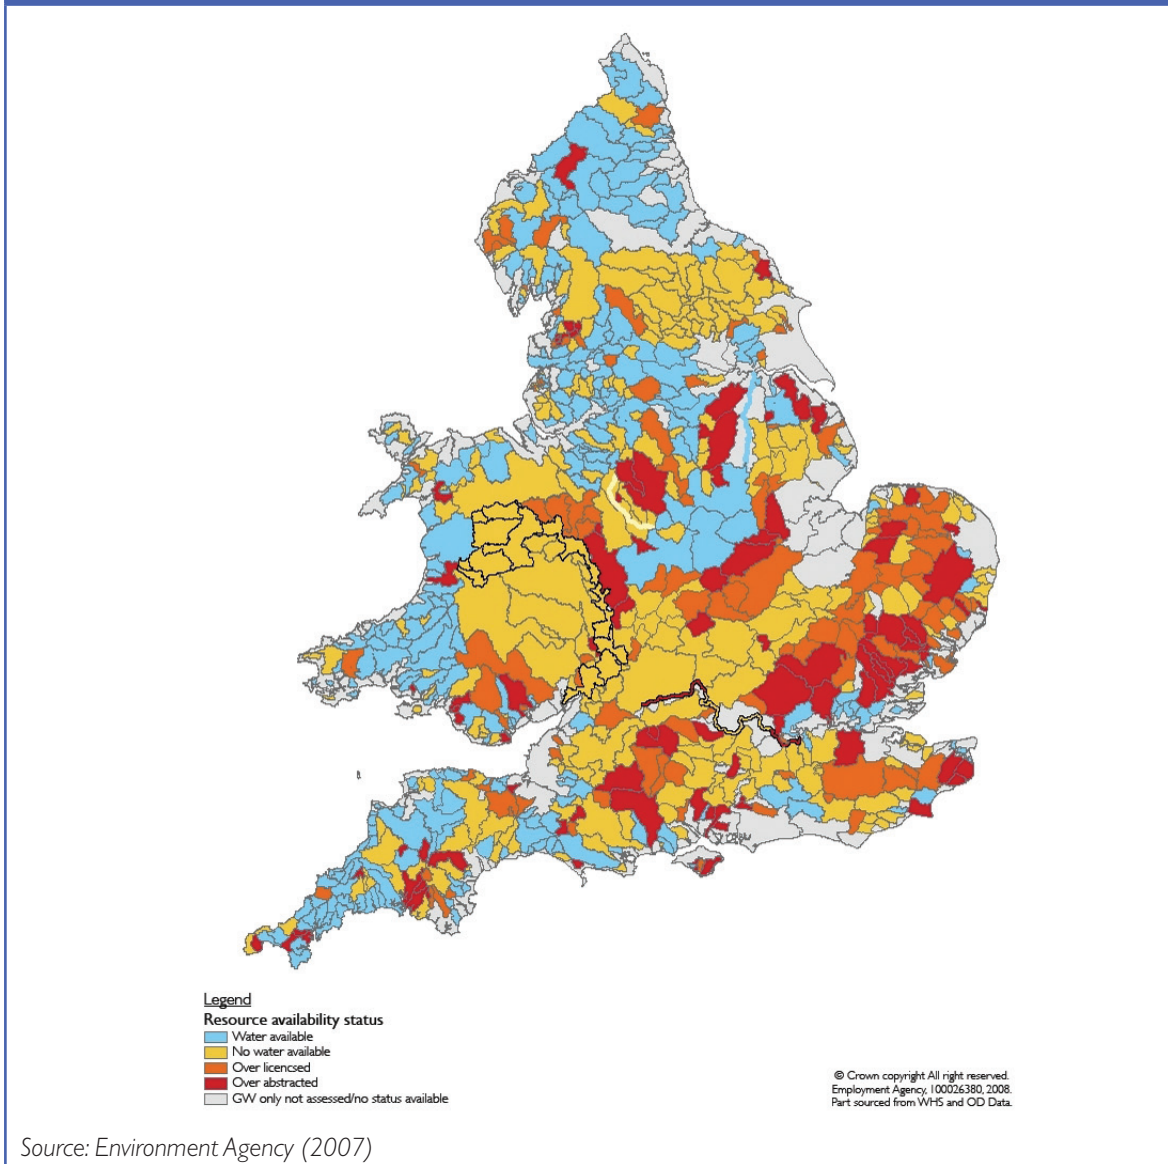 Legend
Resource availability status
Water available
No water available
Over licencsed
Over abstracted
GW only not assessed/no status available
© Crown copyright All right reserved.
Employment Agency, 100026380, 2008.
Part sourced from WHS and OD Data.
Source: Environment Agency (2007)